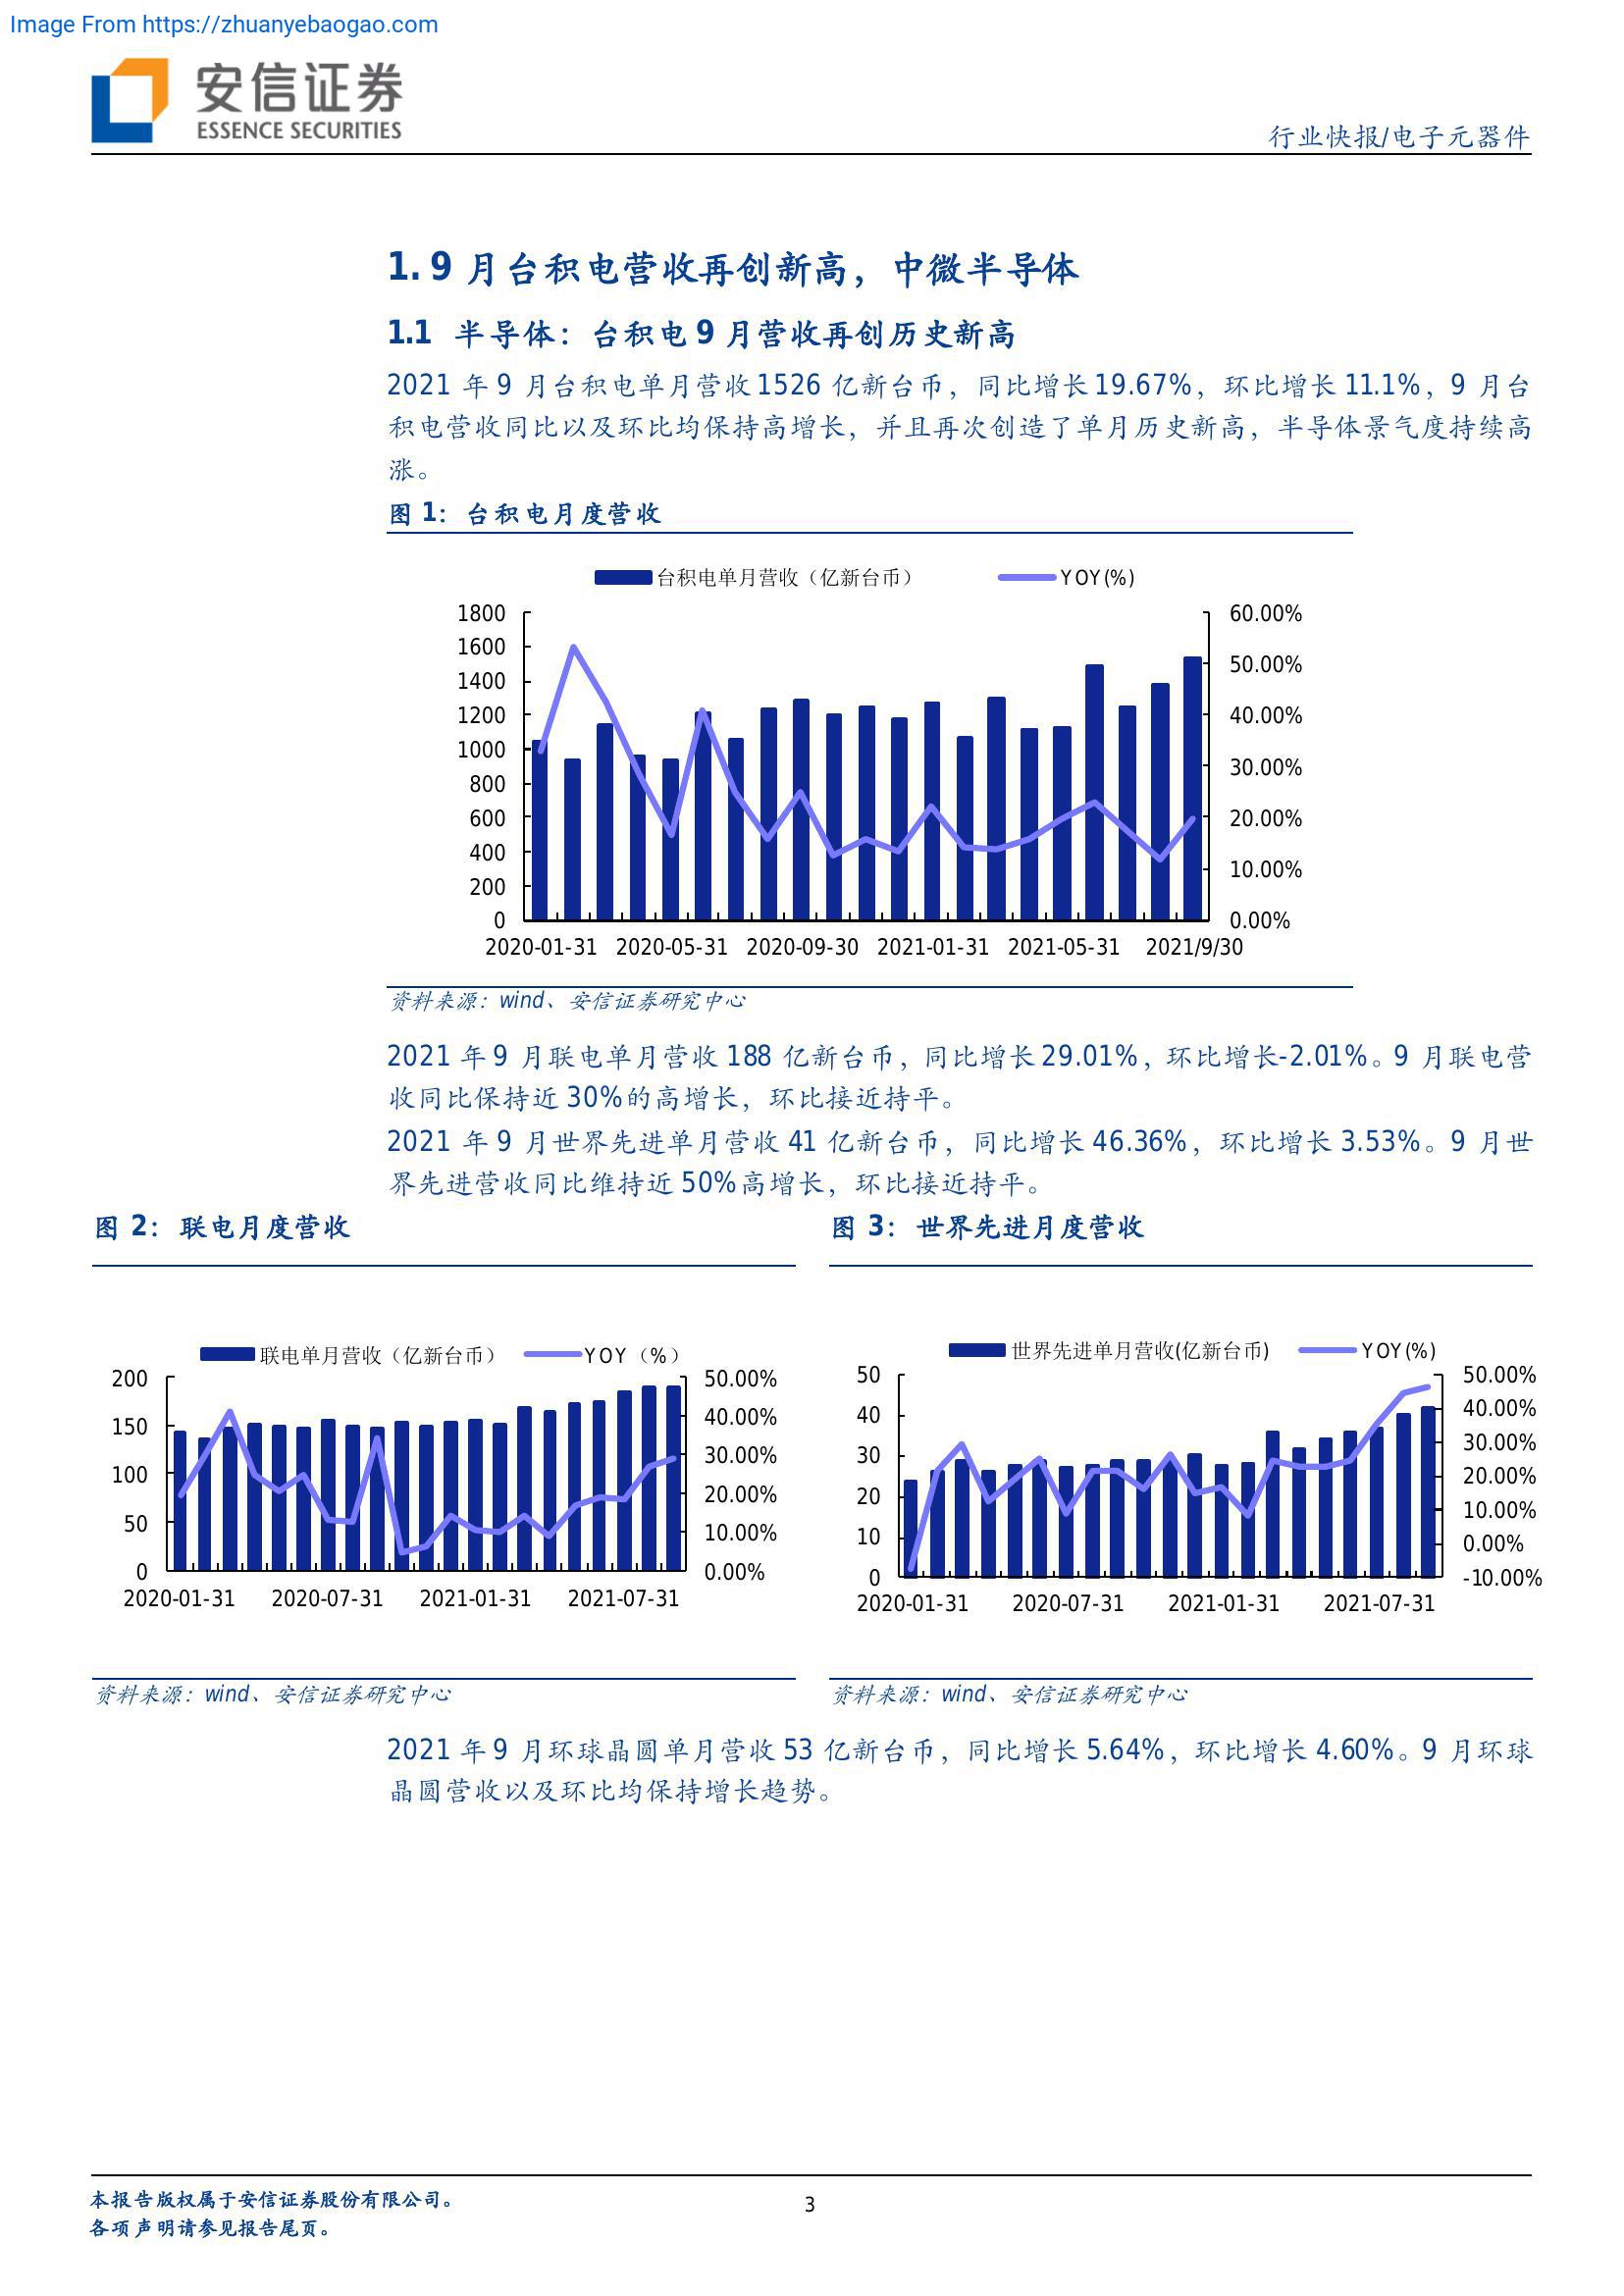 Image From https://zhuanyebaogao.com
安信证券
ESSENCE SECURITIES
行业快报/电子元器件
1. 9 月台积电营收再创新高，中微半导体
1.1 半导体：台积电 9 月营收再创历史新高
2021 年 9 月台积电单月营收 1526 亿新台币，同比增长 19.67%，环比增长 11.1%，9 月台
积电营收同比以及环比均保持高增长，并且再次创造了单月历史新高，半导体景气度持续高
涨。
图 1：台积电月度营收
台积电单月营收（亿新台币） YOY(%)
1800 60.00%
1600 50.00%
1400 40.00%
1200 30.00%
1000 20.00%
800 10.00%
600 0.00%
400
200
0
2020-01-31 2020-05-31 2020-09-30 2021-01-31 2021-05-31 2021/9/30
资料来源：wind、安信证券研究中心
2021 年 9 月联电单月营收 188 亿新台币，同比增长 29.01%，环比增长-2.01%。9 月联电营
收同比保持近 30%的高增长，环比接近持平。
2021 年 9 月世界先进单月营收 41 亿新台币，同比增长 46.36%，环比增长 3.53%。9 月世
界先进营收同比维持近 50%高增长，环比接近持平。
图 2：联电月度营收
联电单月营收（亿新台币） YOY（%）
200 50.00%
150 40.00%
100 30.00%
50 20.00%
0 10.00%
0.00%
2020-01-31 2020-07-31 2021-01-31 2021-07-31
资料来源：wind、安信证券研究中心
图 3：世界先进月度营收
世界先进单月营收(亿新台币) YOY(%)
50 50.00%
40 40.00%
30 30.00%
20 20.00%
10 10.00%
0 0.00%
-10.00%
2020-01-31 2020-07-31 2021-01-31 2021-07-31
资料来源：wind、安信证券研究中心
2021 年 9 月环球晶圆单月营收 53 亿新台币，同比增长 5.64%，环比增长 4.60%。9 月环球
晶圆营收以及环比均保持增长趋势。
本报告版权属于安信证券股份有限公司。
各项声明请参见报告尾页。
3